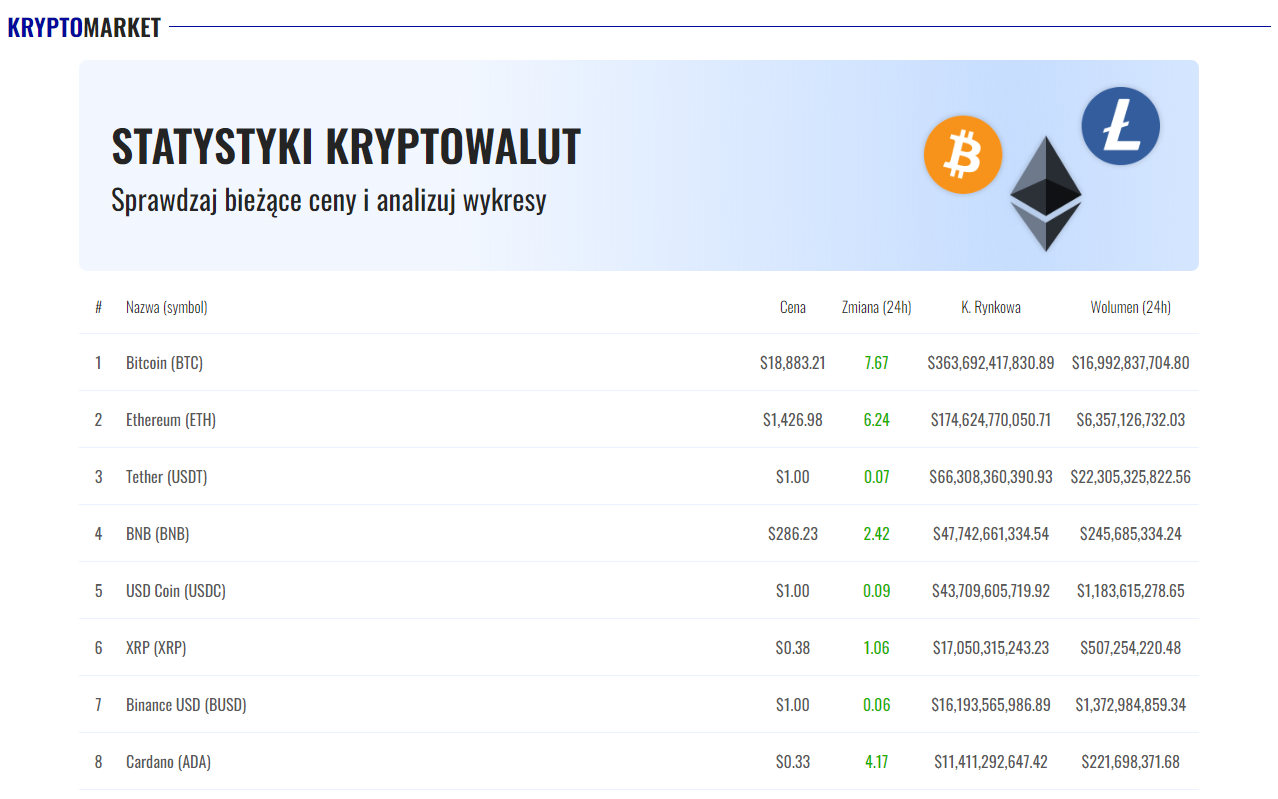 KRYPTOMARKET
STATYSTYKI KRYPTOWALUT
Sprawdzaj bieżące ceny i analizuj wykresy
# Nazwa (symbol) Cena Zmiana (24h) K. Rynkowa Wolumen (24h)
1 Bitcoin (BTC) $18,883.21 7.67 $363,692,417,830.89 $16,992,837,704.80
2 Ethereum (ETH) $1,426.98 6.24 $174,624,770,050.71 $6,357,126,732.03
3 Tether (USDT) $1.00 0.07 $66,308,360,390.93 $22,305,325,822.56
4 BNB (BNB) $286.23 2.42 $47,742,661,334.54 $245,685,334.24
5 USD Coin (USDC) $1.00 0.09 $43,709,605,719.92 $1,183,615,278.65
6 XRP (XRP) $0.38 1.06 $17,050,315,243.23 $507,254,220.48
7 Binance USD (BUSD) $1.00 0.06 $16,193,565,986.89 $1,372,984,859.34
8 Cardano (ADA) $0.33 4.17 $11,411,292,647.42 $221,698,371.68